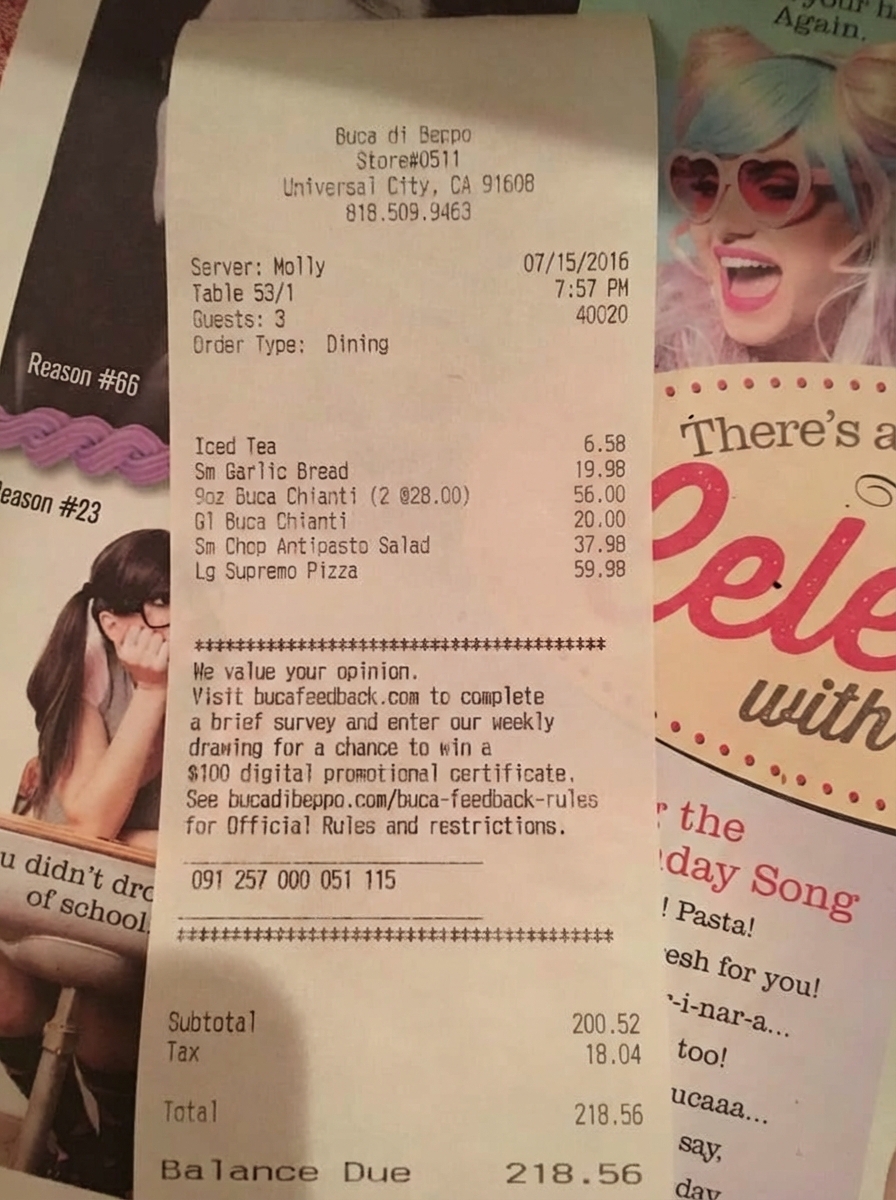 Buca di Beppo
Store#0511
Universal City, CA 91608
818.509.9463
Server: Molly 07/15/2016
Table 53/1 7:57 PM
Guests: 3 40020
Order Type: Dining
Iced Tea 6.58
Sm Garlic Bread 19.98
9oz Buca Chianti (2 @28.00) 56.00
Gl Buca Chianti 20.00
Sm Chop Antipasto Salad 37.98
Lg Supremo Pizza 59.98
*****************************************
We value your opinion.
Visit bucafeedback.com to complete
a brief survey and enter our weekly
drawing for a chance to win a
$100 digital promotional certificate.
See bucadibeppo.com/buca-feedback-rules
for Official Rules and restrictions.
091 257 000 051 115
*******************************************
Subtotal 200.52
Tax 18.04
Total 218.56
Balance Due 218.56
Reason #66
eason #23
u didn't dro
of school
your h
Again.
There's a
Cele
with
r the
day Song
! Pasta!
esh for you!
r-i-nar-a...
too!
ucaaa...
say,
day